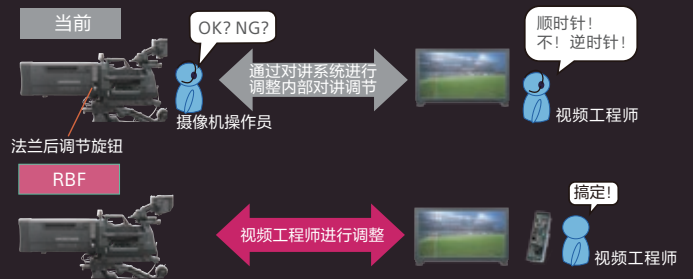 当前
OK? NG?
顺时针！
不！逆时针！
通过对讲系统进行
调整内部对讲调节
摄像机操作员
视频工程师
法兰后调节旋钮
RBF
搞定！
视频工程师进行调整
视频工程师